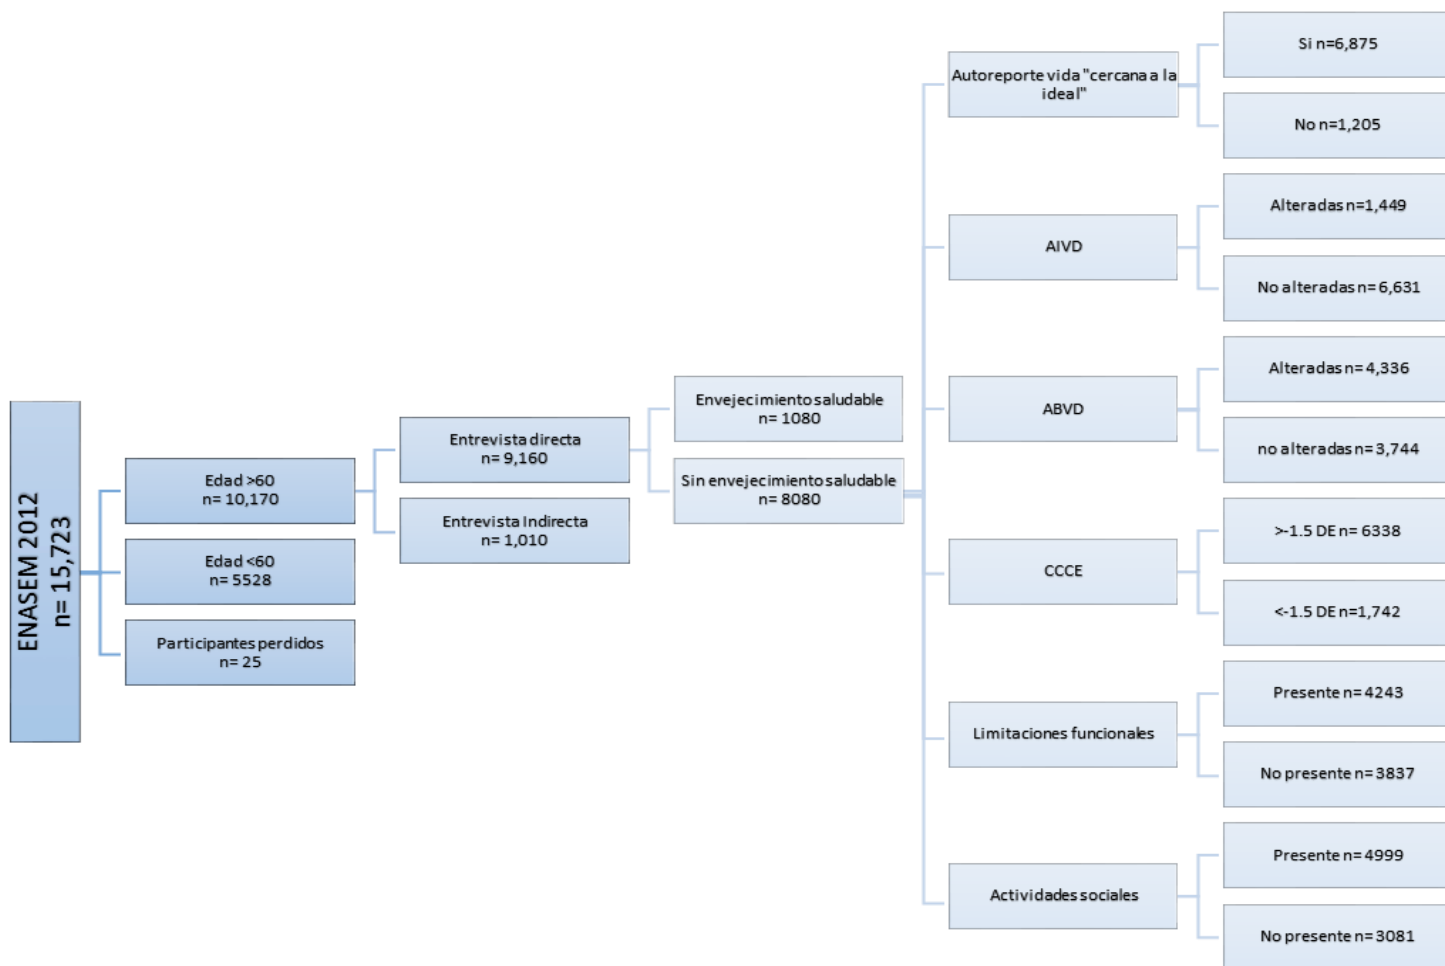 ENASEM 2012
n= 15,723
Edad >60
n= 10,170
Edad <60
n= 5528
Participantes perdidos
n= 25
Entrevista directa
n= 9,160
Entrevista Indirecta
n= 1,010
Envejecimiento saludable
n= 1080
Sin envejecimiento saludable
n= 8080
Autoreporte vida "cercana a la
ideal"
Si n=6,875
No n=1,205
AIVD
Alteradas n=1,449
No alteradas n= 6,631
ABVD
Alteradas n= 4,336
no alteradas n= 3,744
CCCE
>-1.5 DE n= 6338
<-1.5 DE n=1,742
Limitaciones funcionales
Presente n= 4243
No presente n= 3837
Actividades sociales
Presente n= 4999
No presente n= 3081